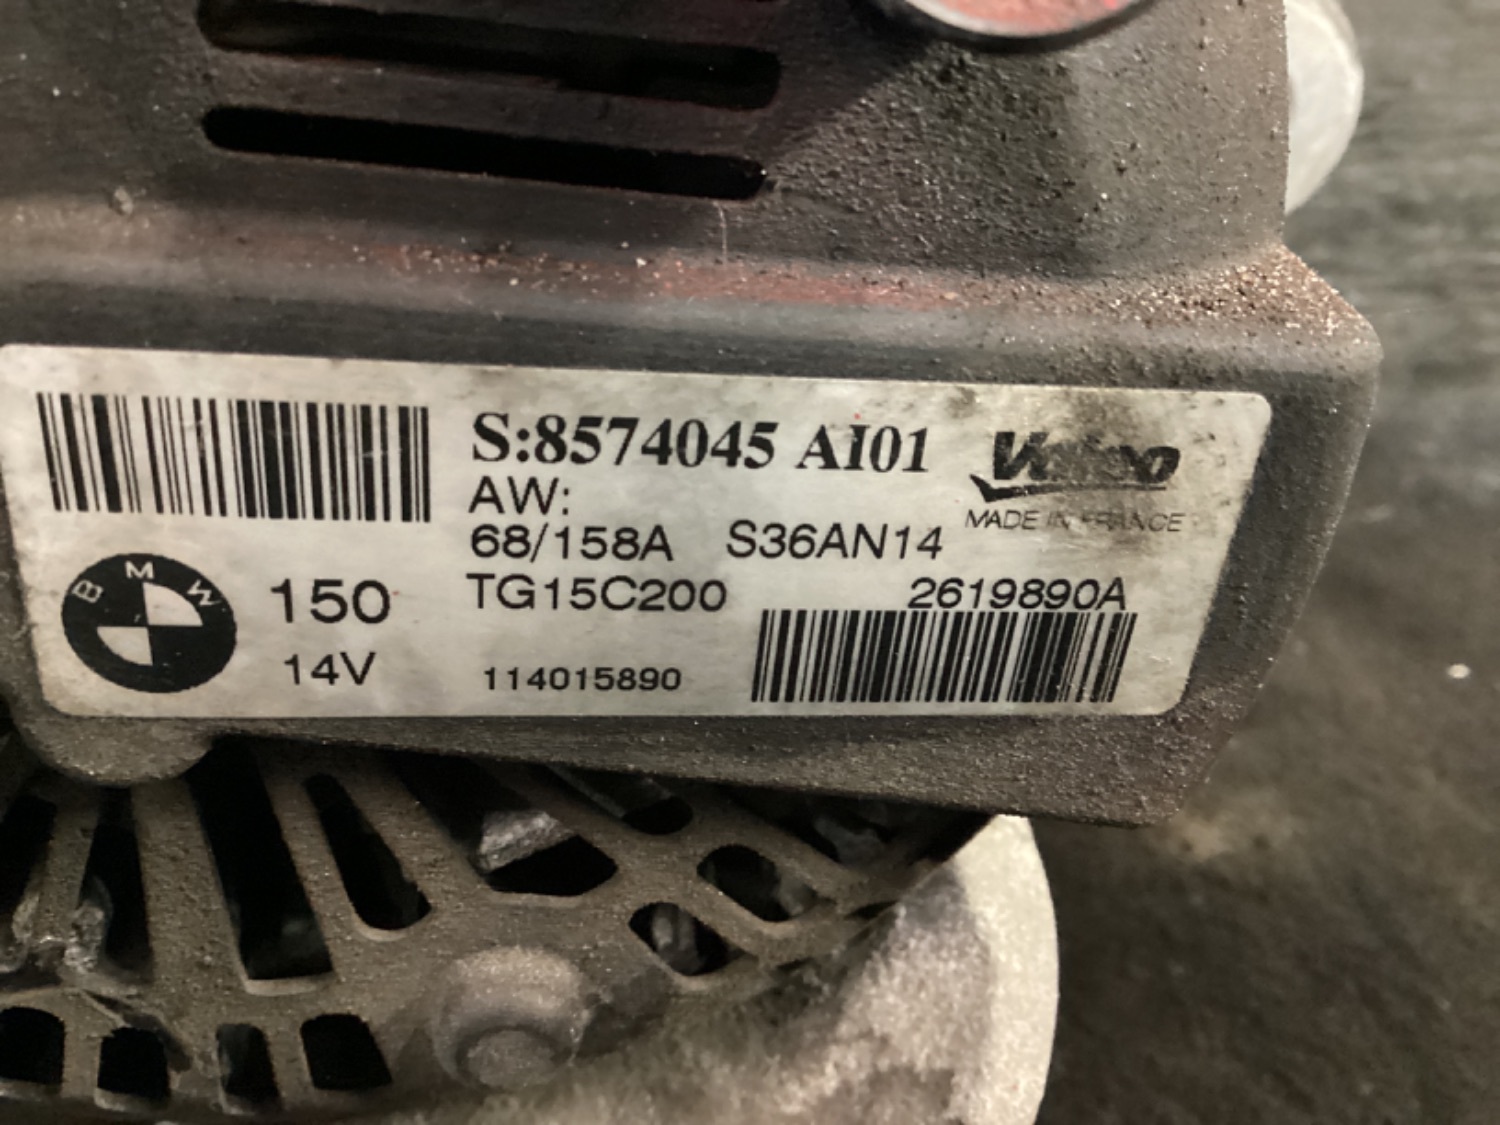 S:8574045 AI01
Valeo
MADE IN FRANCE
AW:
68/158A S36AN14
BMW
150
TG15C200
2619890A
14V
114015890